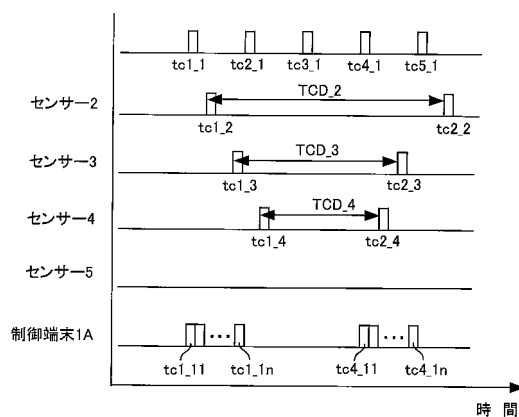 tc1_1 tc2_1 tc3_1 tc4_1 tc5_1
センサー2
TCD_2
tc1_2 tc2_2
センサー3
TCD_3
tc1_3 tc2_3
センサー4
TCD_4
tc1_4 tc2_4
センサー5
制御端末1A
tc1_11 tc1_1n tc4_11 tc4_1n
時 間